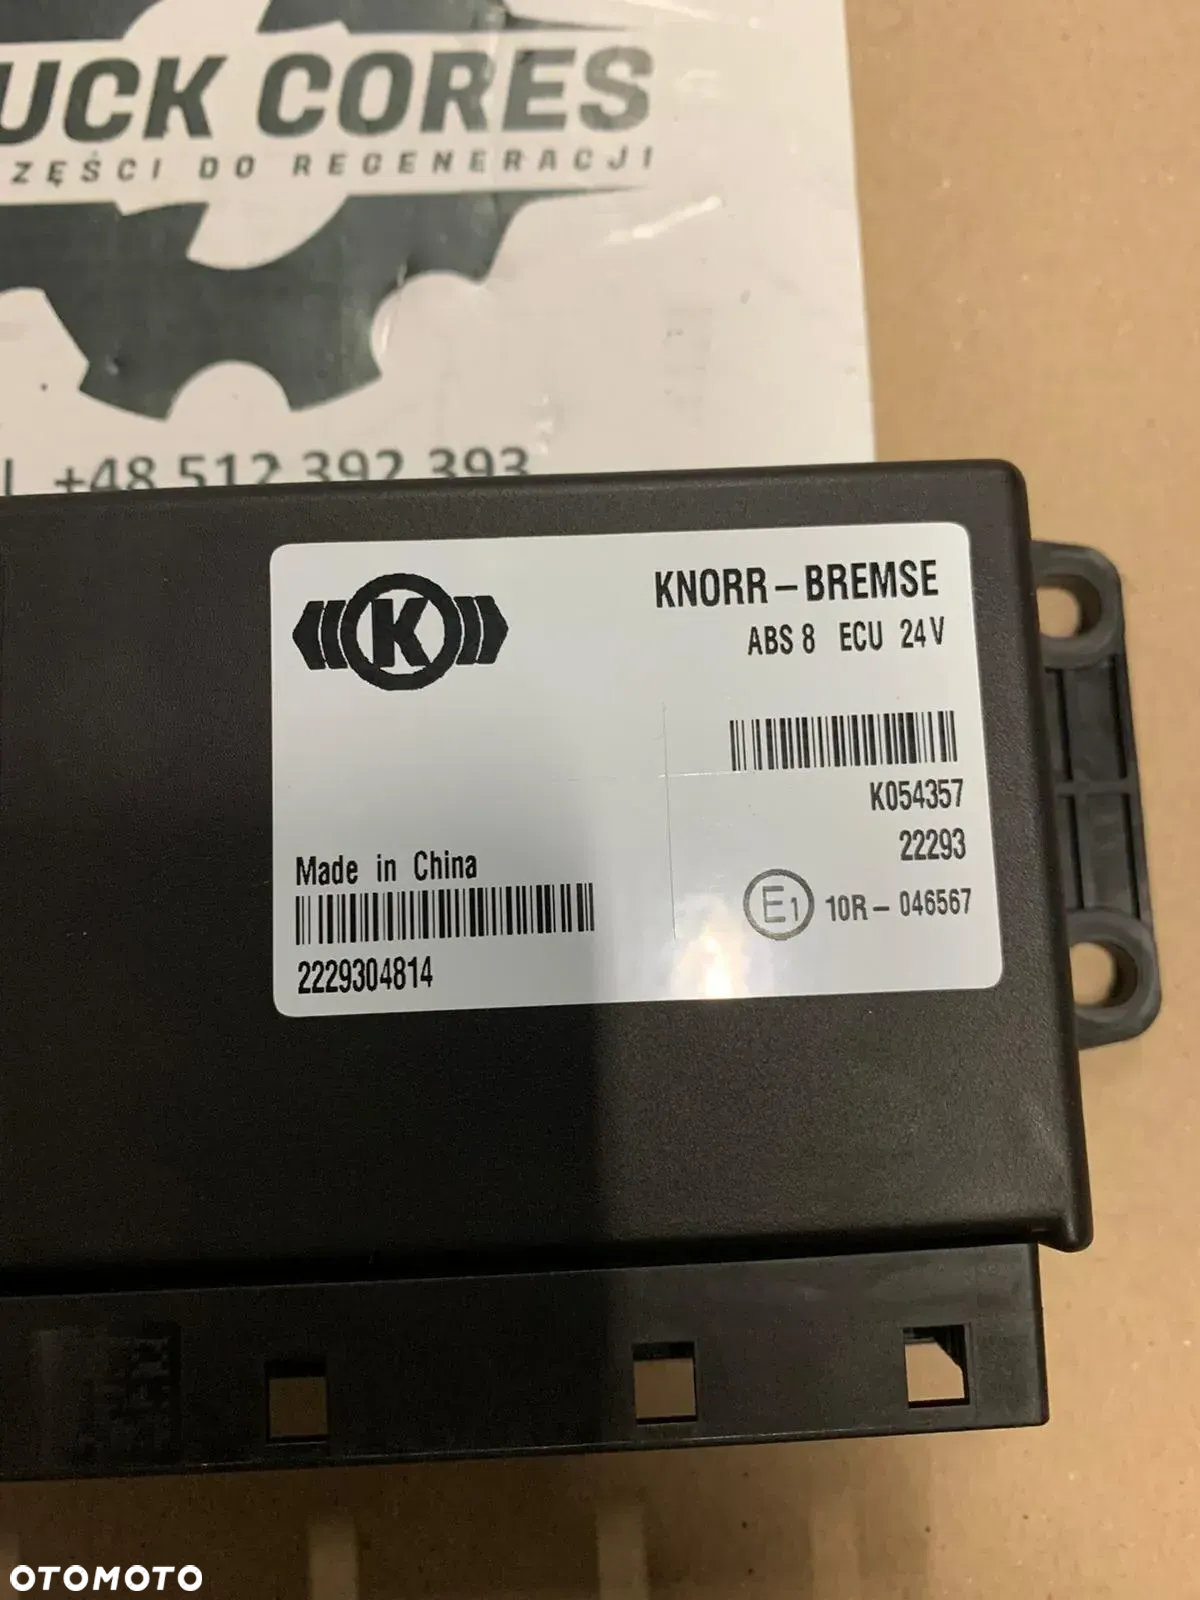 UCK CORES
ZĘŚCI DO REGENERACJI
+48 512 392 393
K
KNORR-BREMSE
ABS 8 ECU 24V
K054357
22293
Made in China
E1 10R-046567
2229304814
OTOMOTO